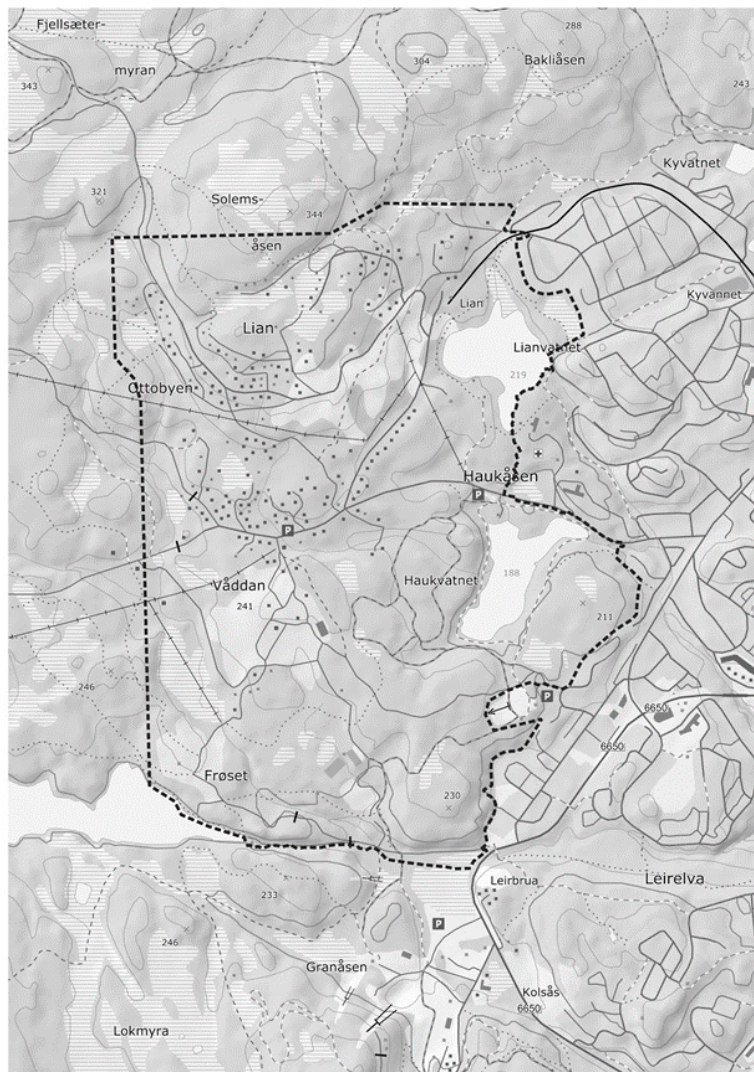 Fjellsæter-
288
304
Bakliåsen
myran
343
243
Kyvatnet
321
Solems-
344
åsen
Kyvannet
Lian
Lian
Lianvatnet
219
Ottobyen
Haukåsen
P
P
Våddan
Haukvatnet
188
241
211
246
P
6650
6650
Frøset
230
Leirbrua
Leirelva
233
P
246
Granåsen
Kolsås
6650
Lokmyra